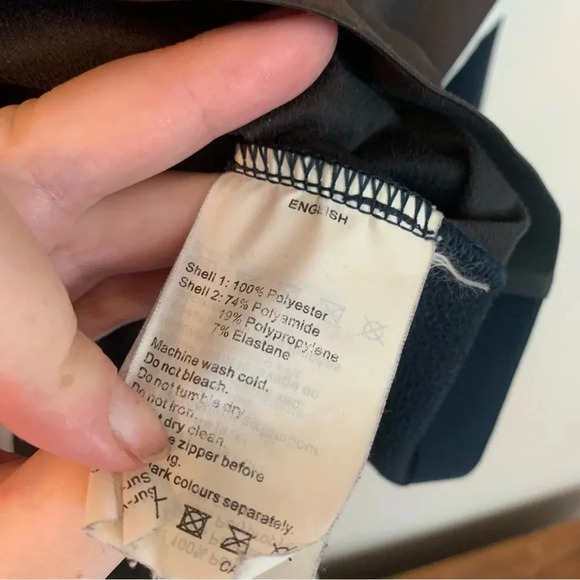 ENGLISH
Shell 1: 100% Polyester
Shell 2: 74% Polyamide
19% Polypropylene
7% Elastane
Machine wash cold.
Do not bleach.
Do not tumble dry.
Do not iron.
dry clean
zipper before
dark colours separately.